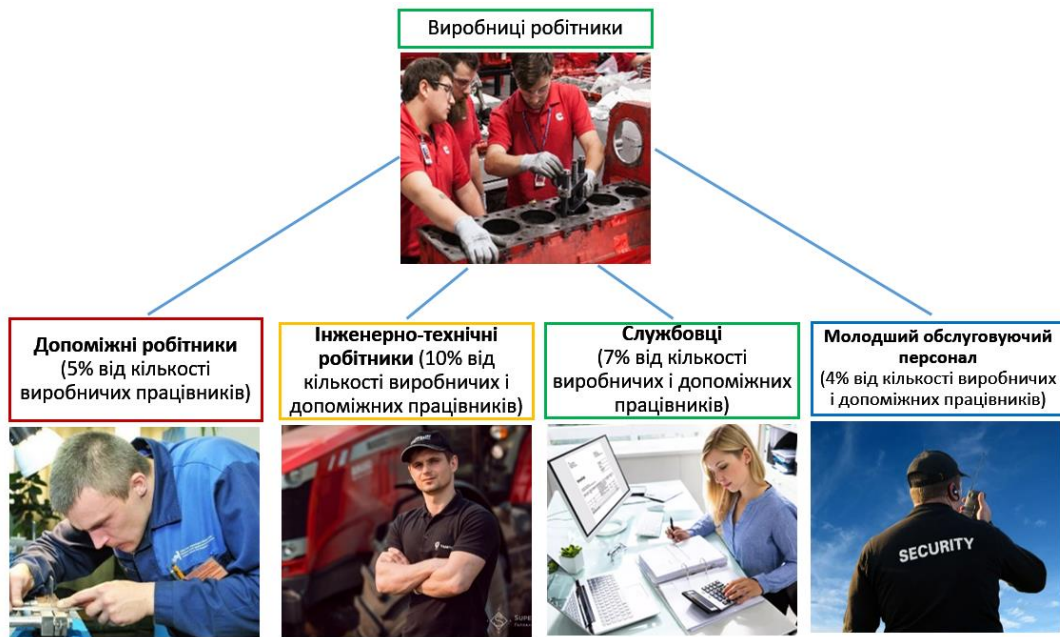 Виробниці робітники
Допоміжні робітники
(5% від кількості
виробничих працівників)
Інженерно-технічні
робітники (10% від
кількості виробничих і
допоміжних працівників)
Службовці
(7% від кількості
виробничих і допоміжних
працівників)
Молодший обслуговуючий
персонал
(4% від кількості виробничих
і допоміжних працівників)
SECURITY